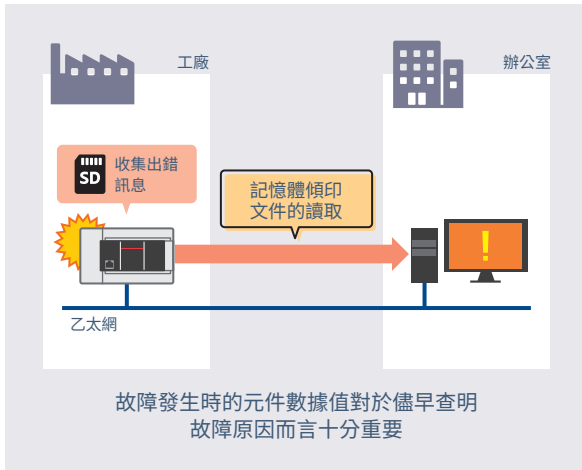 工廠
辦公室
收集出錯
訊息
SD
記憶體傾印
文件的讀取
!
乙太網
故障發生時的元件數據值對於儘早查明
故障原因而言十分重要